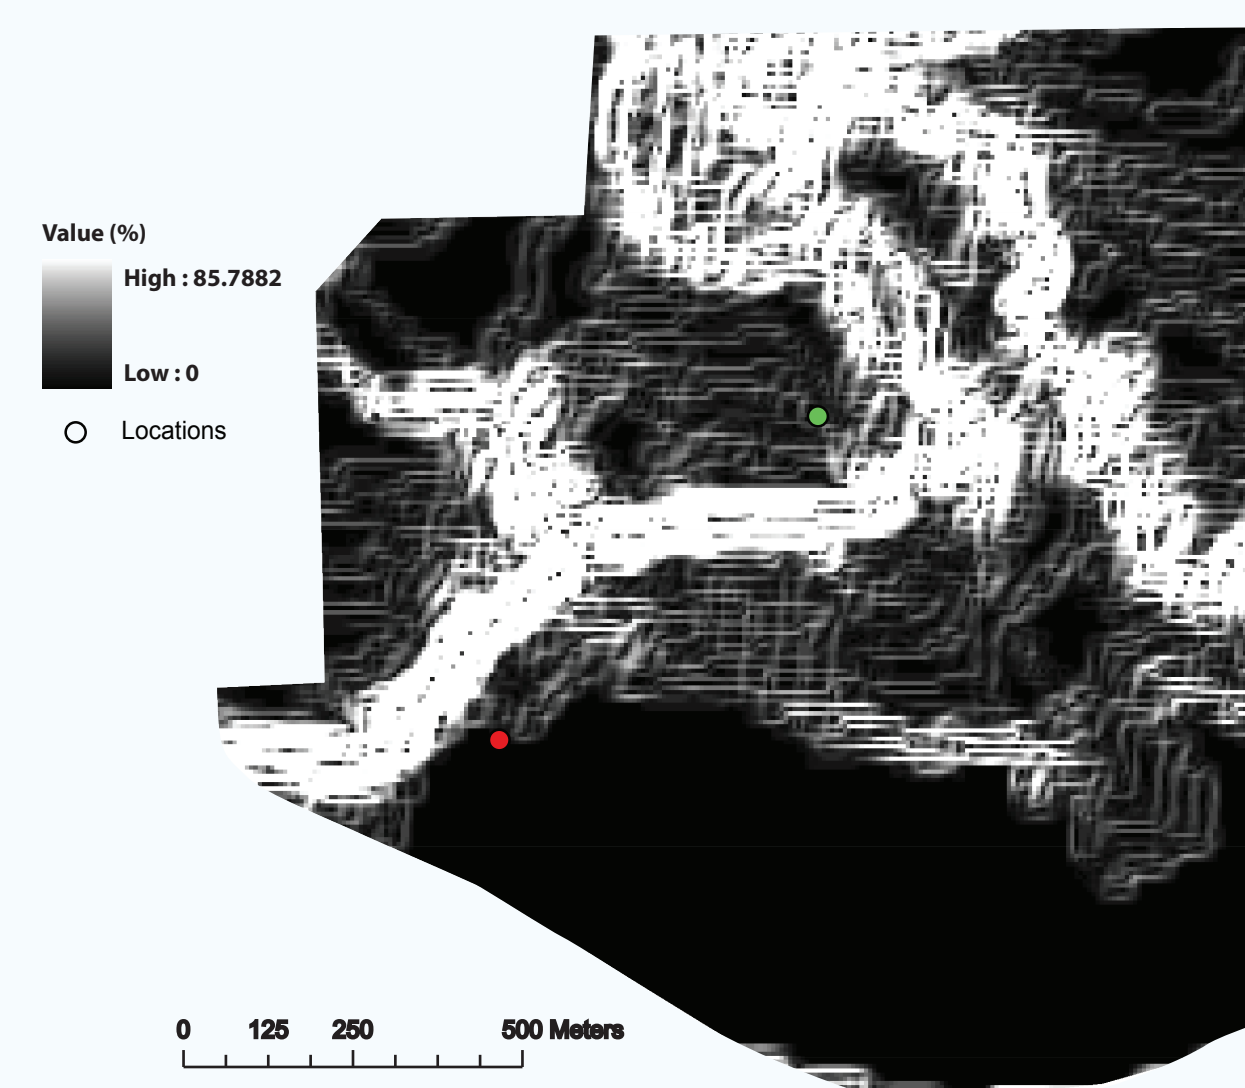 Value (%)
High : 85.7882
Low : 0
Locations
0 125 250 500 Meters